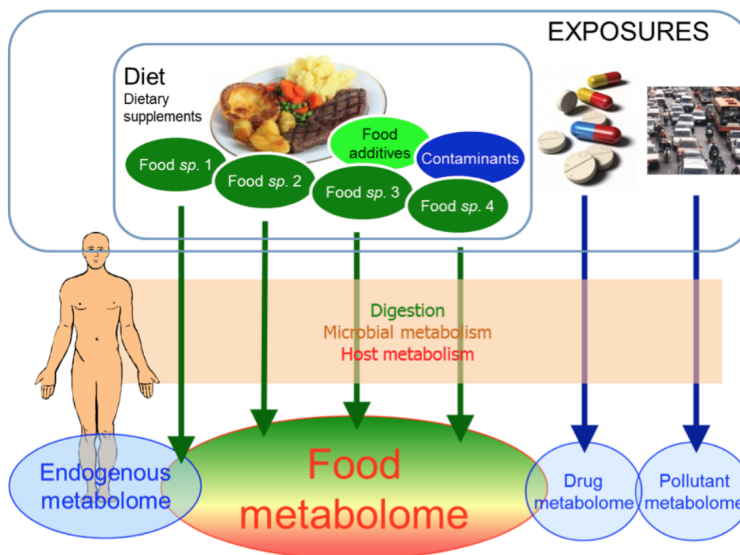 EXPOSURES
Diet
Dietary
supplements
Food
additives
Contaminants
Food sp. 1
Food sp. 2
Food sp. 3
Food sp. 4
Digestion
Microbial metabolism
Host metabolism
Endogenous
metabolome
Food
metabolome
Drug
metabolome
Pollutant
metabolome